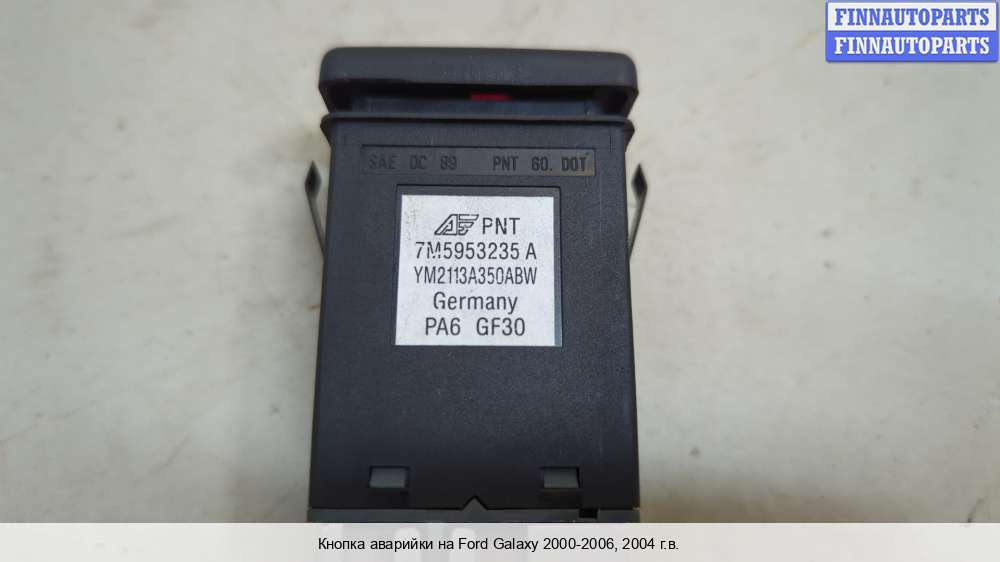 FINNAUTOPARTS
FINNAUTOPARTS
SAE DC 89 PNT 60. DOT
PNT
7M5953235 A
YM2113A350ABW
Germany
PA6 GF30
Кнопка аварийки на Ford Galaxy 2000-2006, 2004 г.в.